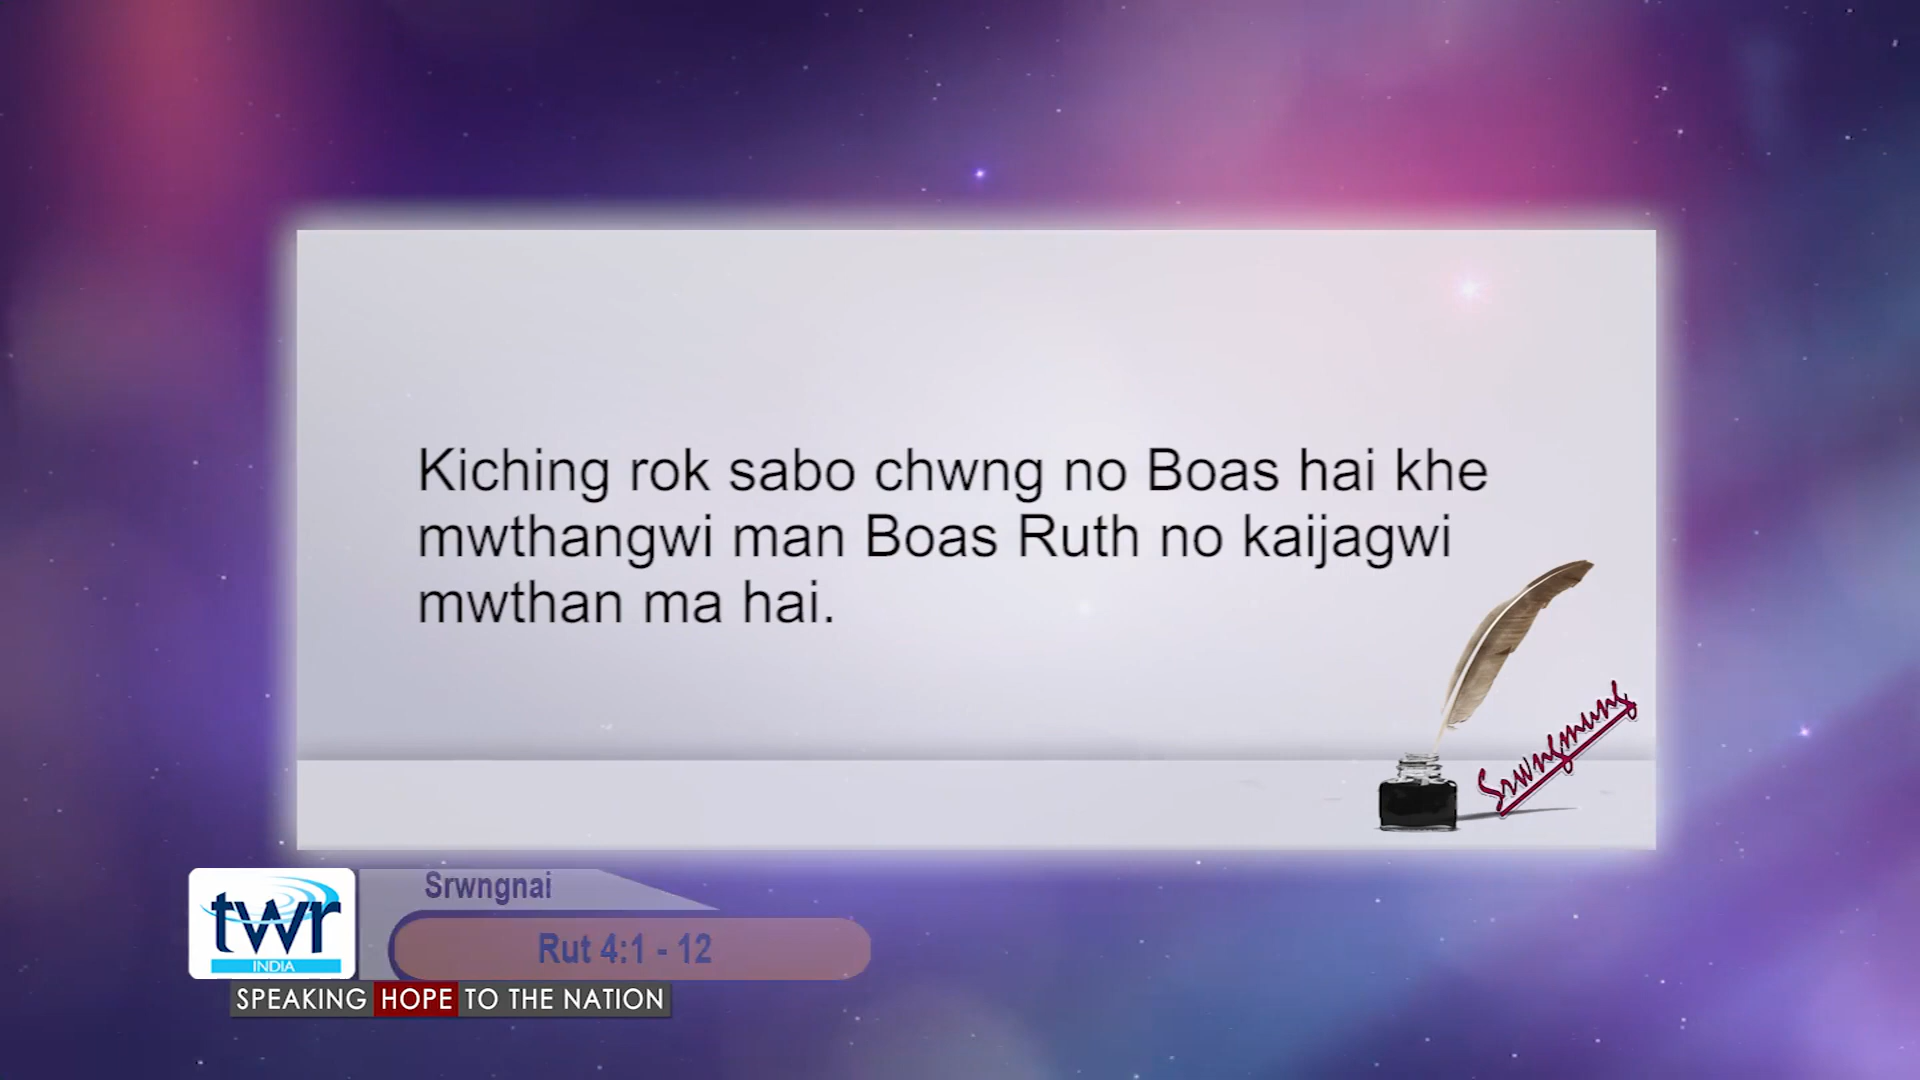 Kiching rok sabo chwng no Boas hai khe
mwthangwi man Boas Ruth no kaijagwi
mwthan ma hai.
Srwngmung
twr
INDIA
Srwngnai
Rut 4:1 - 12
SPEAKING HOPE TO THE NATION